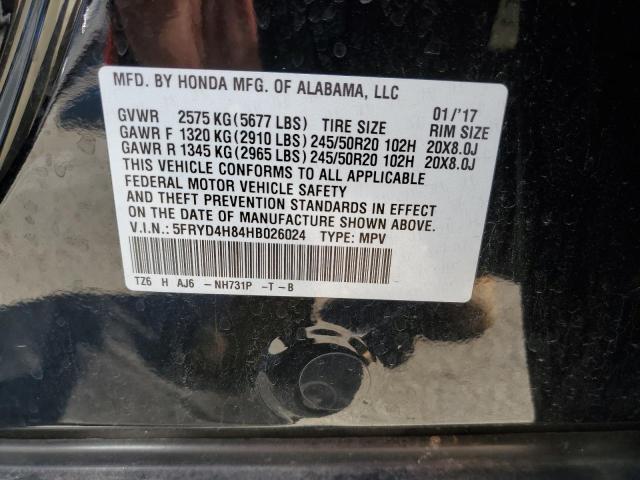 MFD. BY HONDA MFG. OF ALABAMA, LLC
GVWR 2575 KG(5677 LBS) TIRE SIZE 01/'17 RIM SIZE
GAWR F 1320 KG(2910 LBS) 245/50R20 102H 20X8.0J
GAWR R 1345 KG(2965 LBS) 245/50R20 102H 20X8.0J
THIS VEHICLE CONFORMS TO ALL APPLICABLE
FEDERAL MOTOR VEHICLE SAFETY
AND THEFT PREVENTION STANDARDS IN EFFECT
ON THE DATE OF MANUFACTURE SHOWN ABOVE.
V.I.N.: 5FRYD4H84HB026024 TYPE: MPV
TZ6 H AJ6 -NH731P -T -B